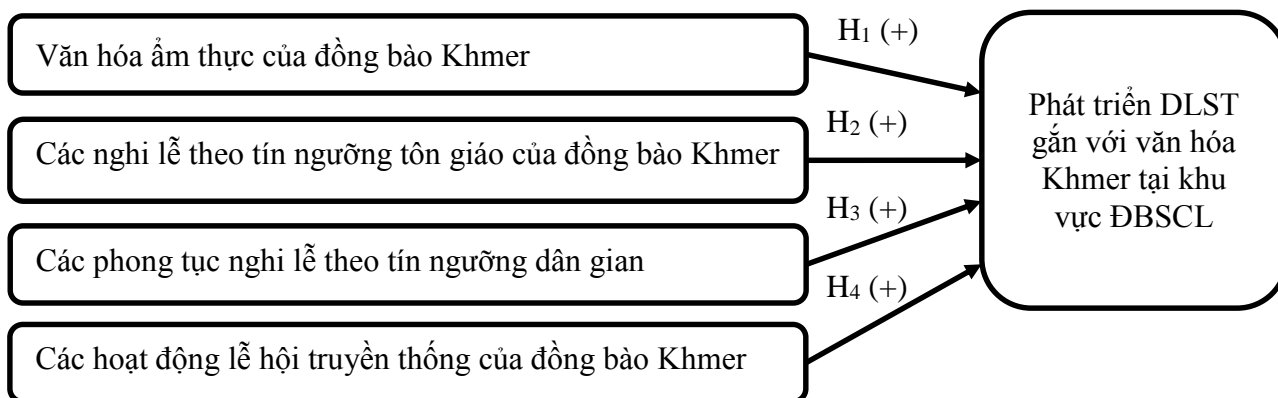 Văn hóa ẩm thực của đồng bào Khmer
H1 (+)
Các nghi lễ theo tín ngưỡng tôn giáo của đồng bào Khmer
H2 (+)
Các phong tục nghi lễ theo tín ngưỡng dân gian
H3 (+)
Các hoạt động lễ hội truyền thống của đồng bào Khmer
H4 (+)
Phát triển DLST
gắn với văn hóa
Khmer tại khu
vực ĐBSCL